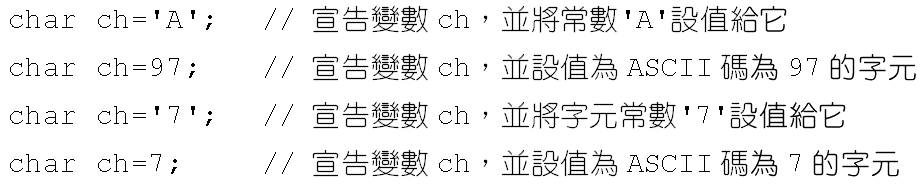 char ch='A';   // 宣告變數 ch，並將常數'A'設值給它
char ch=97;    // 宣告變數 ch，並設值為 ASCII 碼為 97 的字元
char ch='7';   // 宣告變數 ch，並將字元常數'7'設值給它
char ch=7;     // 宣告變數 ch，並設值為 ASCII 碼為 7 的字元